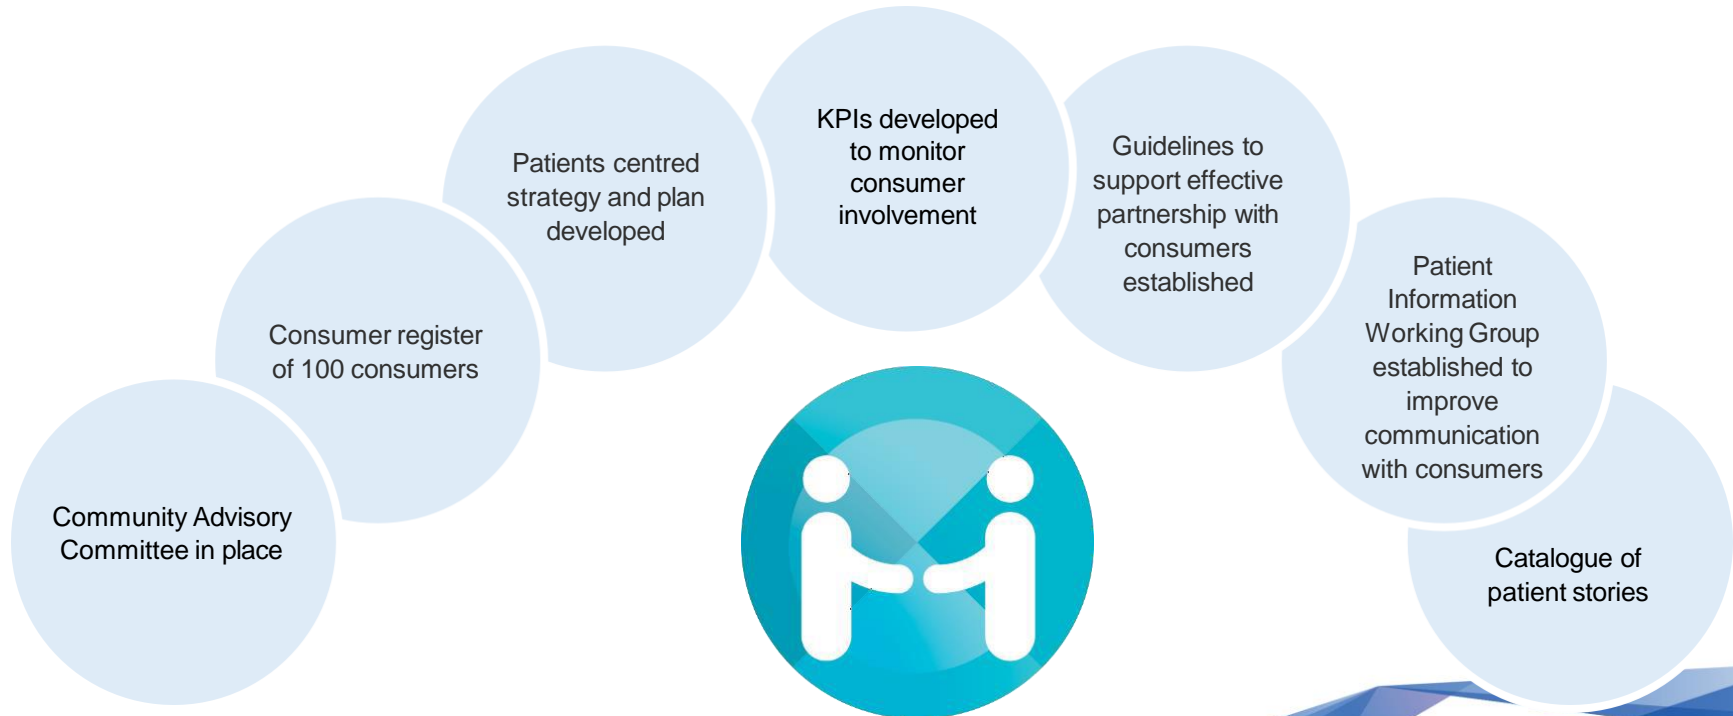 Community Advisory
Committee in place
Consumer register
of 100 consumers
Patients centred
strategy and plan
developed
KPIs developed
to monitor
consumer
involvement
Guidelines to
support effective
partnership with
consumers
established
Patient
Information
Working Group
established to
improve
communication
with consumers
Catalogue of
patient stories